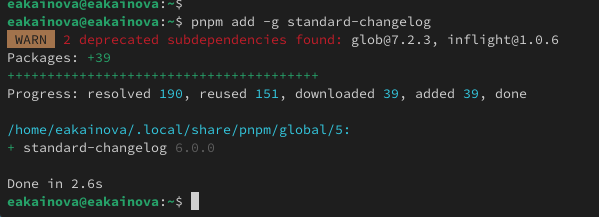 eakainova@eakainova:~$
eakainova@eakainova:~$ pnpm add -g standard-changelog
WARN 2 deprecated subdependencies found: glob@7.2.3, inflight@1.0.6
Packages: +39
+++++++++++++++++++++++++++++++++++++++
Progress: resolved 190, reused 151, downloaded 39, added 39, done
/home/eakainova/.local/share/pnpm/global/5:
+ standard-changelog 6.0.0
Done in 2.6s
eakainova@eakainova:~$